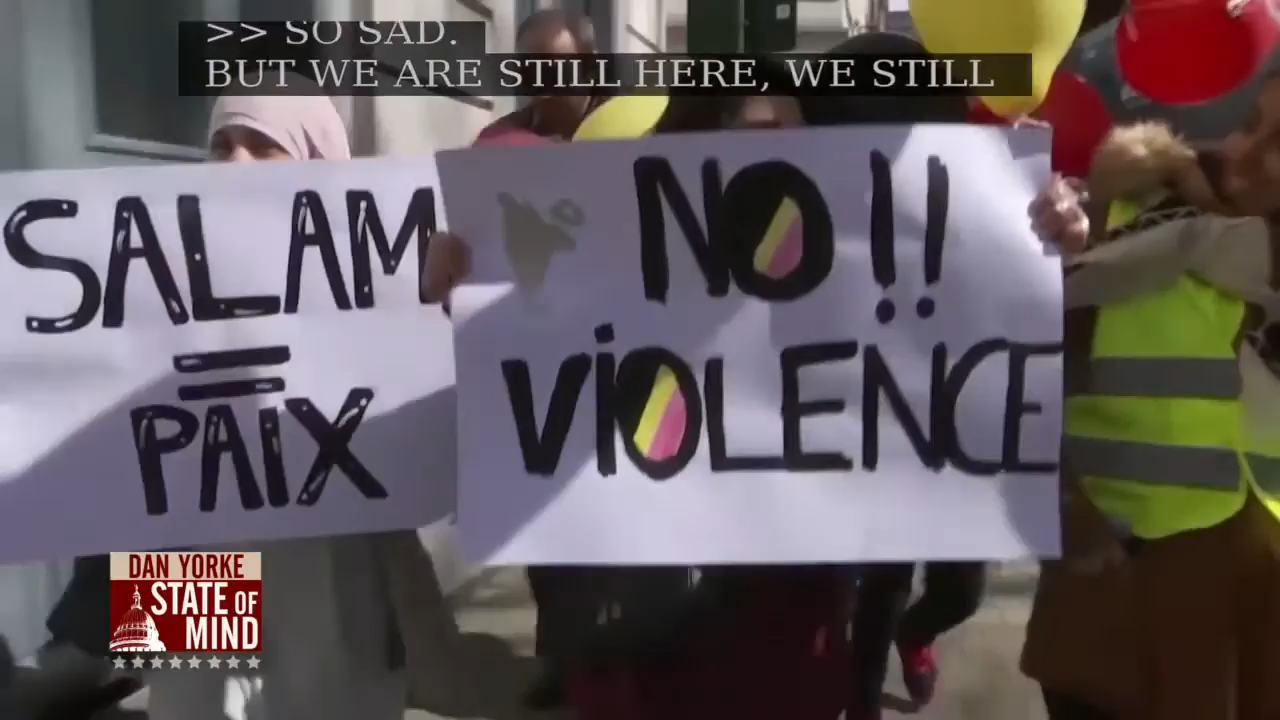 >> SO SAD.
BUT WE ARE STILL HERE, WE STILL
SALAM
=
PAIX
NO!!
VIOLENCE
DAN YORKE
STATE OF
MIND